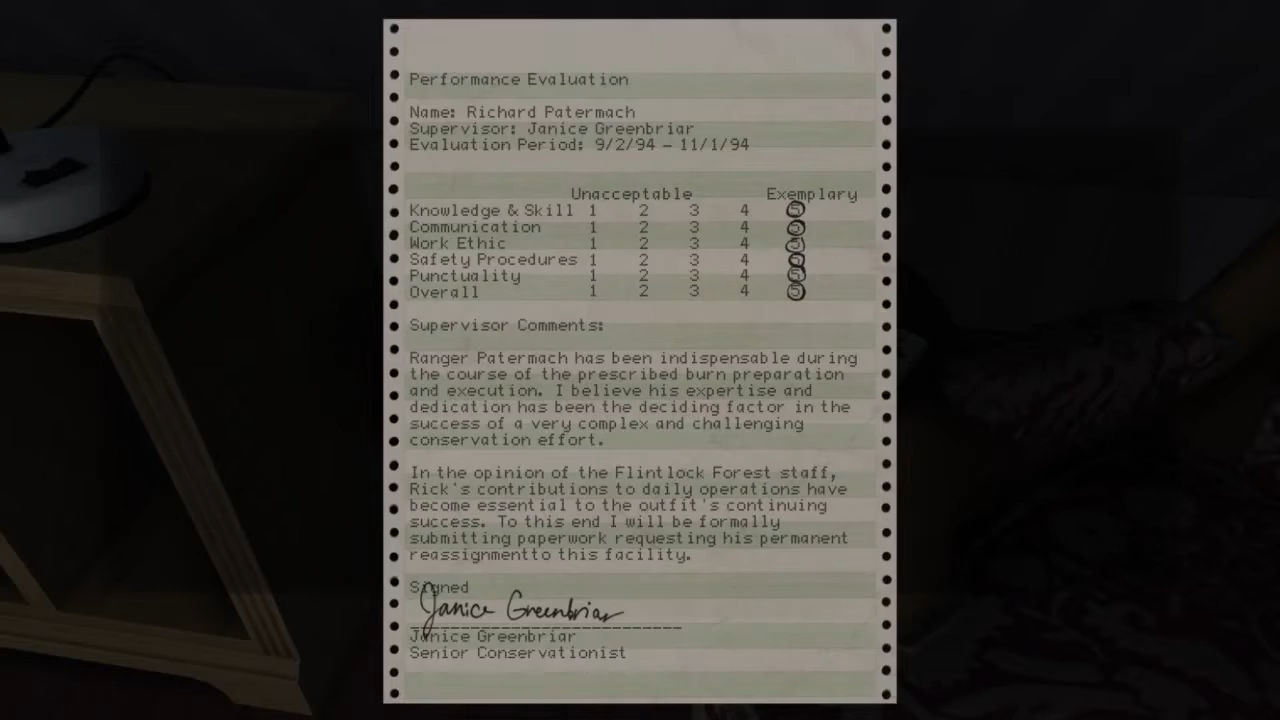 Performance Evaluation
Name: Richard Patermach
Supervisor: Janice Greenbriar
Evaluation Period: 9/2/94 - 11/1/94
Unacceptable Exemplary
Knowledge & Skill 1 2 3 4 5
Communication 1 2 3 4 5
Work Ethic 1 2 3 4 5
Safety Procedures 1 2 3 4 5
Punctuality 1 2 3 4 5
Overall 1 2 3 4 5
Supervisor Comments:
Ranger Patermach has been indispensable during
the course of the prescribed burn preparation
and execution. I believe his expertise and
dedication has been the deciding factor in the
success of a very complex and challenging
conservation effort.
In the opinion of the Flintlock Forest staff,
Rick's contributions to daily operations have
become essential to the outfit's continuing
success. To this end I will be formally
submitting paperwork requesting his permanent
reassignmentto this facility.
Signed
Janice Greenbriar
Janice Greenbriar
Senior Conservationist